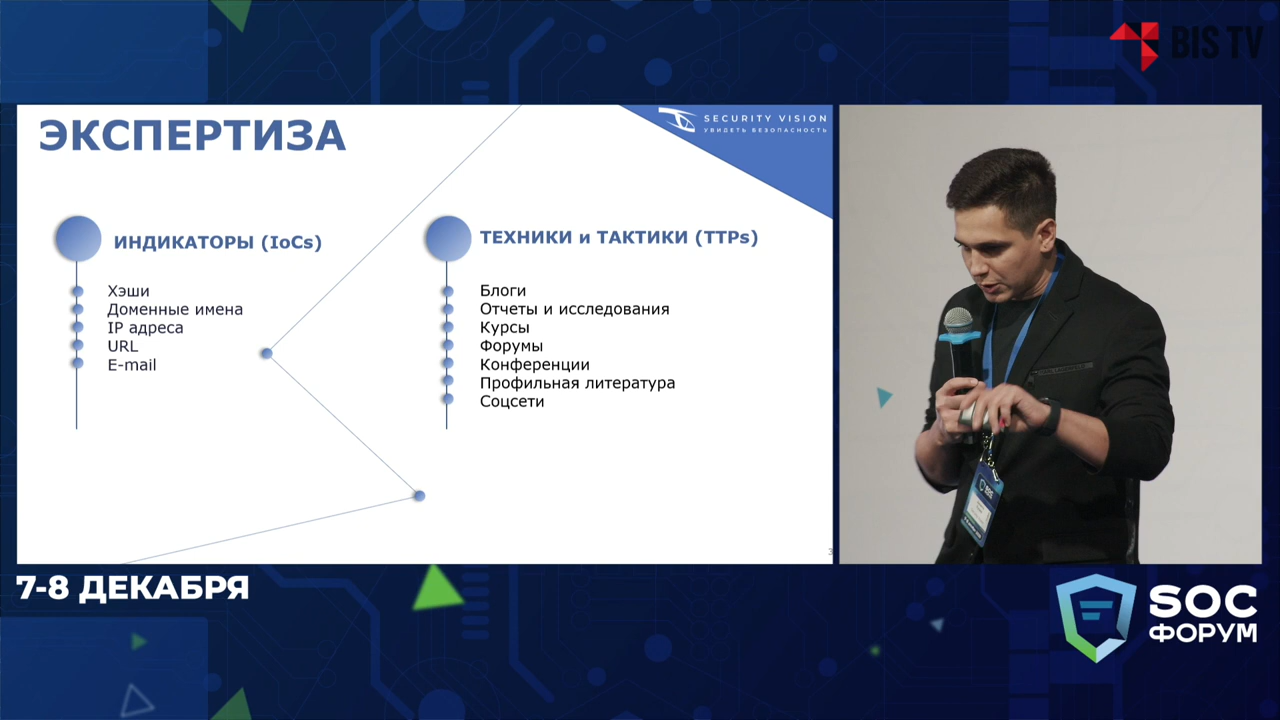 BIS TV
ЭКСПЕРТИЗА
SECURITY VISION
УВИДЕТЬ БЕЗОПАСНОСТЬ
ИНДИКАТОРЫ (IoCs)
Хэши
Доменные имена
IP адреса
URL
E-mail
ТЕХНИКИ и ТАКТИКИ (TTPs)
Блоги
Отчеты и исследования
Курсы
Форумы
Конференции
Профильная литература
Соцсети
3
7-8 ДЕКАБРЯ
SOC
ФОРУМ